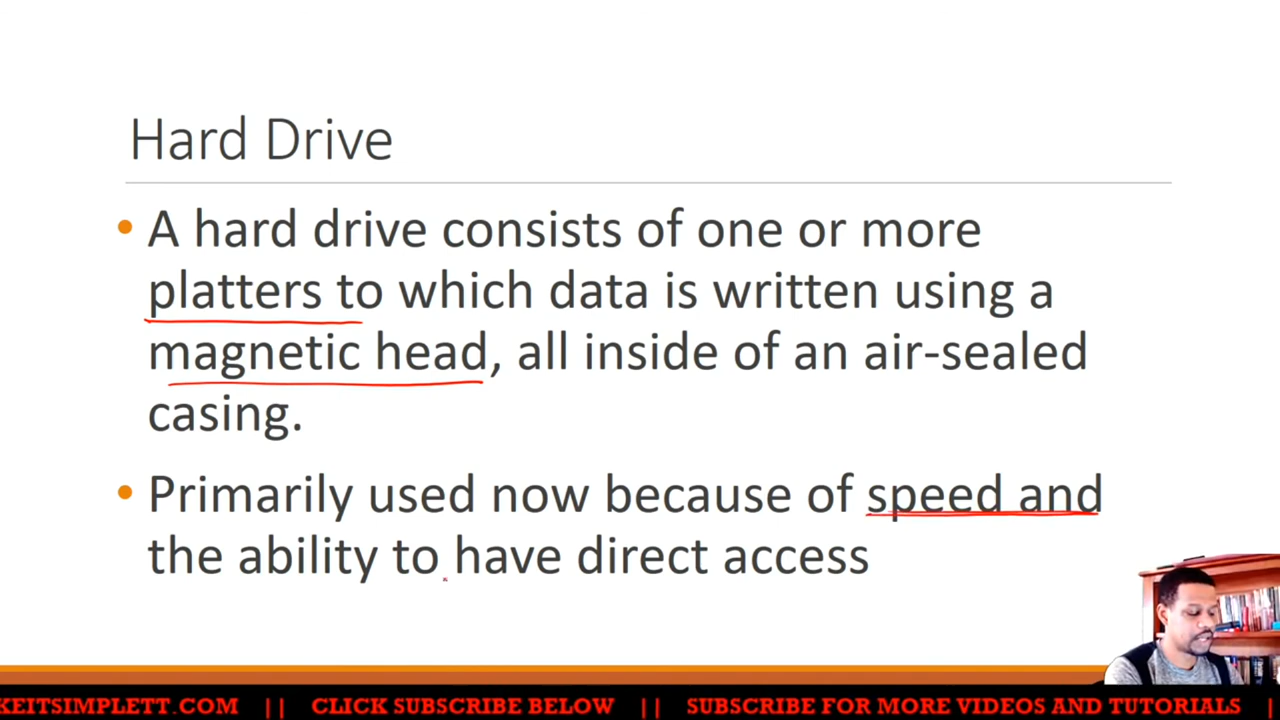 Hard Drive
• A hard drive consists of one or more
platters to which data is written using a
magnetic head, all inside of an air-sealed
casing.
• Primarily used now because of speed and
the ability to have direct access
KEITSIMPLETT.COM || CLICK SUBSCRIBE BELOW || SUBSCRIBE FOR MORE VIDEOS AND TUTORIALS |